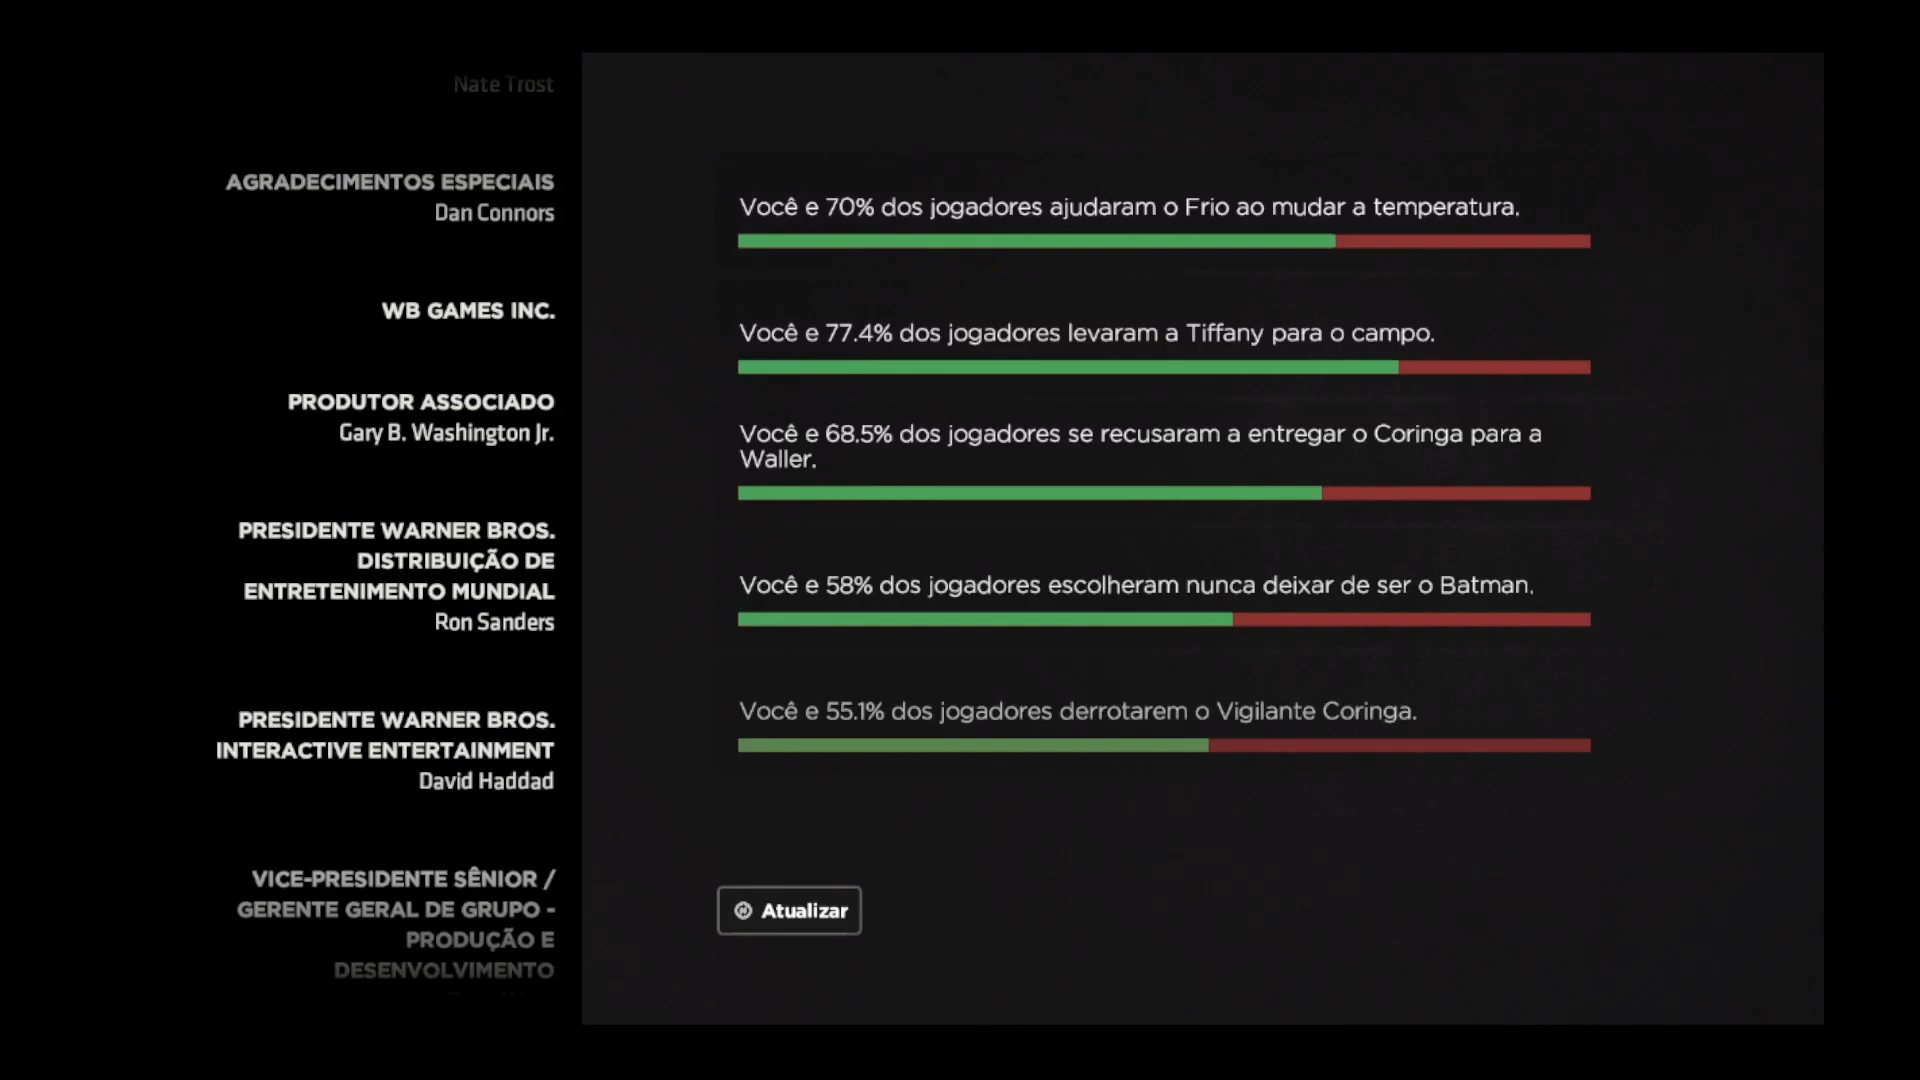 Nate Trost
AGRADECIMENTOS ESPECIAIS
Dan Connors
WB GAMES INC.
PRODUTOR ASSOCIADO
Gary B. Washington Jr.
PRESIDENTE WARNER BROS.
DISTRIBUIÇÃO DE
ENTRETENIMENTO MUNDIAL
Ron Sanders
PRESIDENTE WARNER BROS.
INTERACTIVE ENTERTAINMENT
David Haddad
VICE-PRESIDENTE SÊNIOR /
GERENTE GERAL DE GRUPO -
PRODUÇÃO E
DESENVOLVIMENTO
Você e 70% dos jogadores ajudaram o Frio ao mudar a temperatura.
Você e 77.4% dos jogadores levaram a Tiffany para o campo.
Você e 68.5% dos jogadores se recusaram a entregar o Coringa para a
Waller.
Você e 58% dos jogadores escolheram nunca deixar de ser o Batman.
Você e 55.1% dos jogadores derrotarem o Vigilante Coringa.
Atualizar